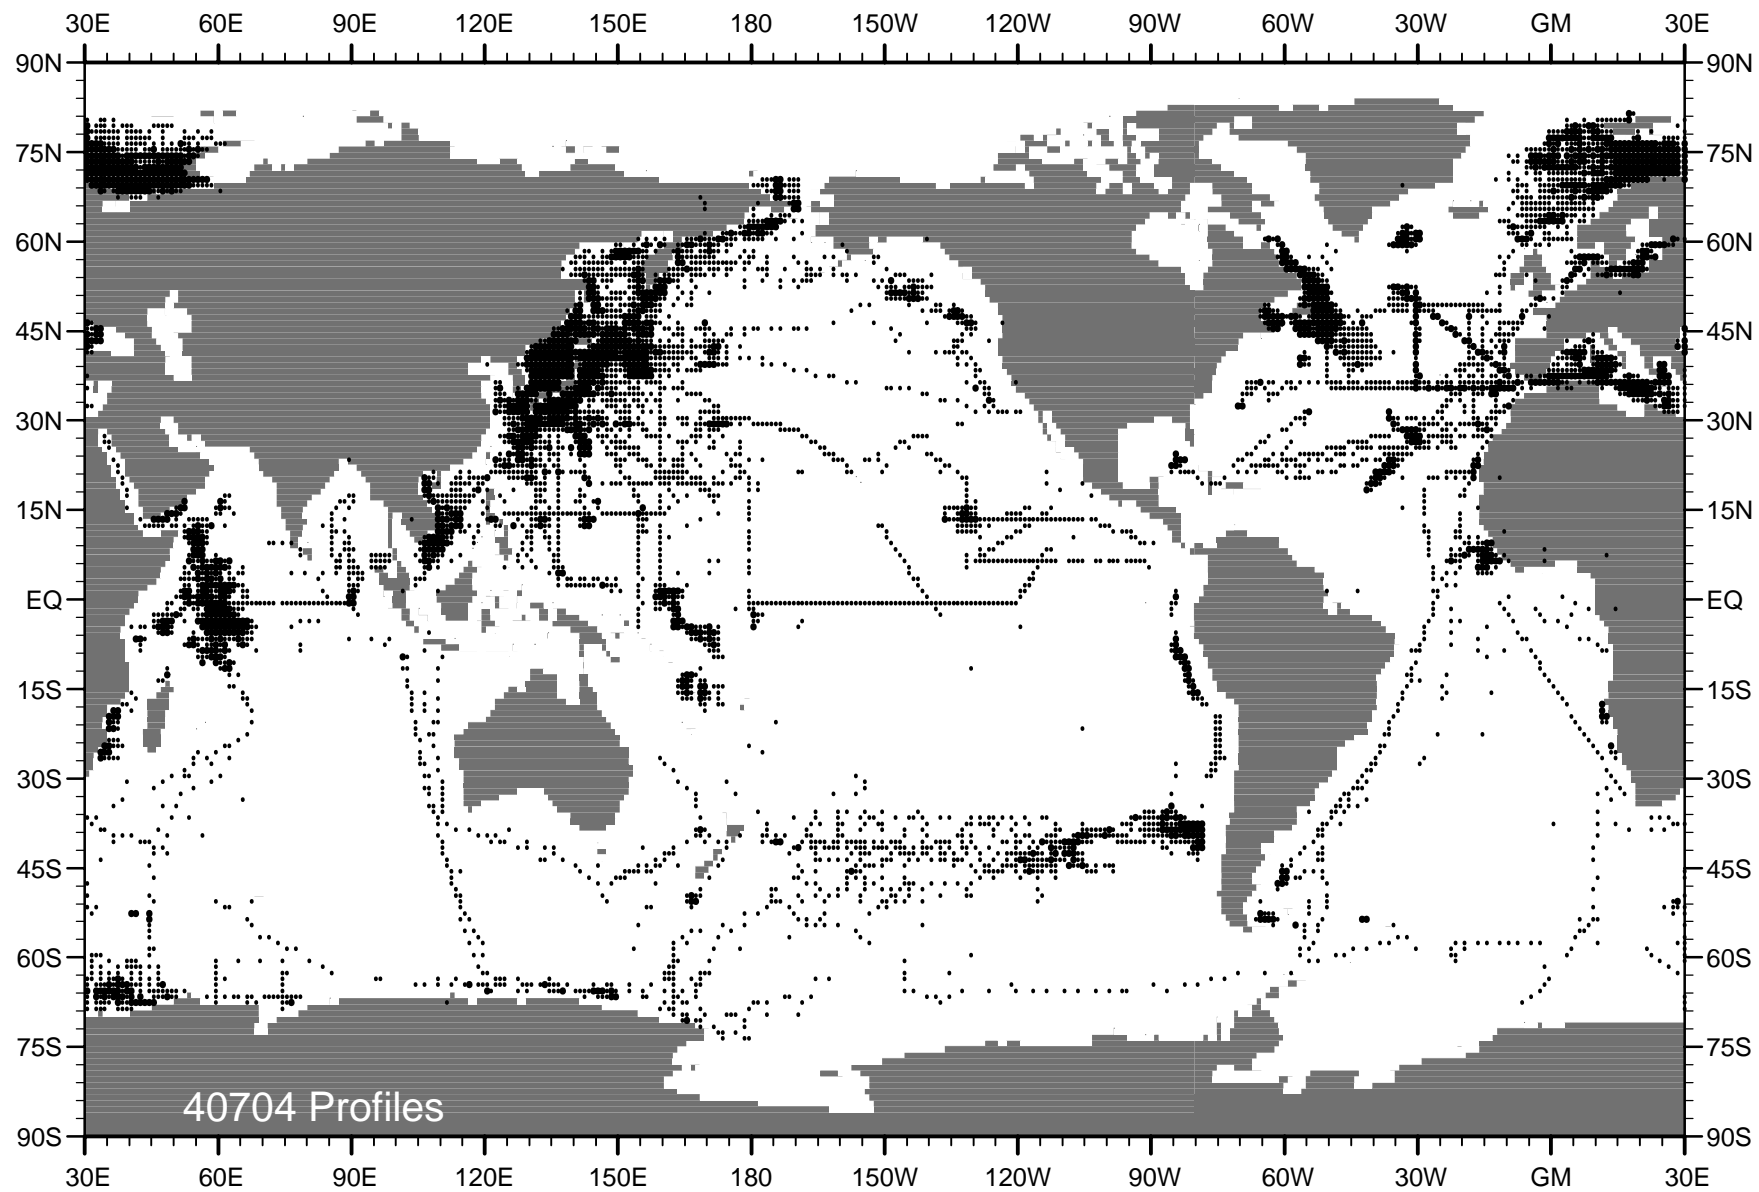 30E 60E 90E 120E 150E 180 150W 120W 90W 60W 30W GM 30E
90N 90N
75N 75N
60N 60N
45N 45N
30N 30N
15N 15N
EQ EQ
15S 15S
30S 30S
45S 45S
60S 60S
75S 75S
40704 Profiles
90S 90S
30E 60E 90E 120E 150E 180 150W 120W 90W 60W 30W GM 30E